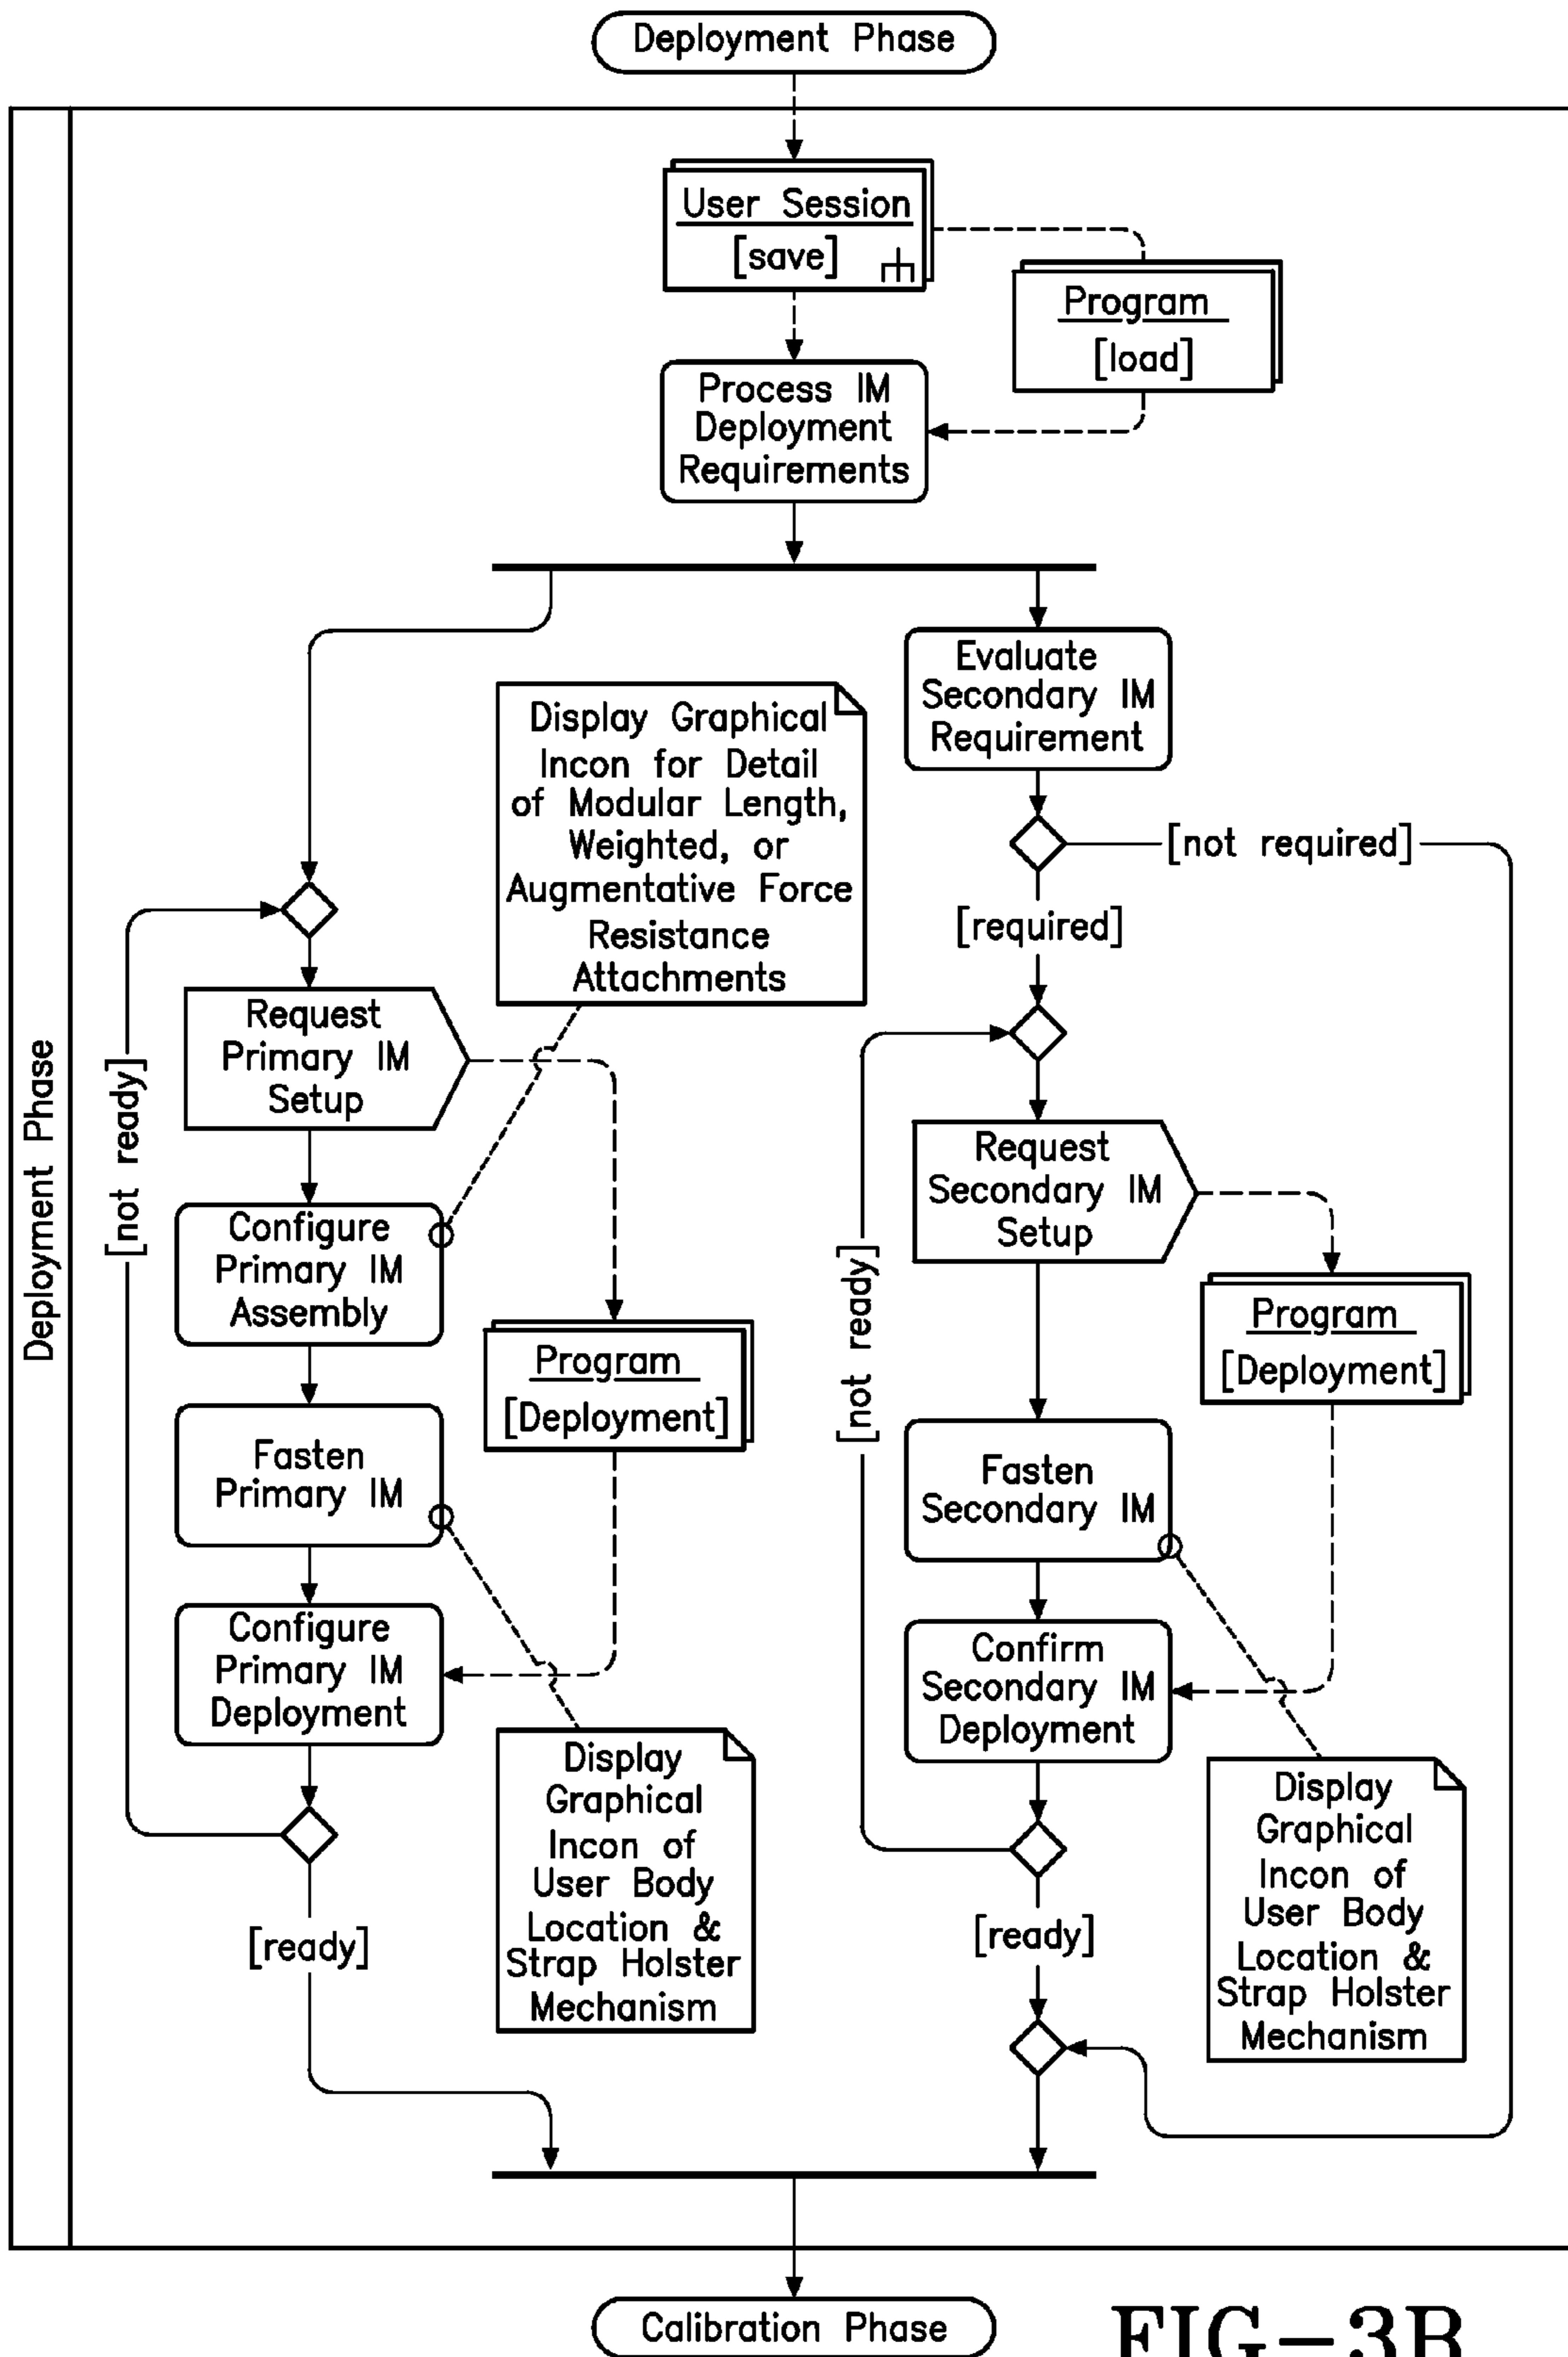 Deployment Phase
User Session
[save]
Program
[load]
Process IM
Deployment
Requirements
Evaluate
Secondary IM
Requirement
Display Graphical
Incon for Detail
of Modular Length,
Weighted, or
Augmentative Force
Resistance
Attachments
[not required]
[required]
Request
Primary IM
Setup
Deployment Phase
[not ready]
Request
Secondary IM
Setup
Configure
Primary IM
Assembly
[not ready]
Program
[Deployment]
Program
[Deployment]
Fasten
Primary IM
Fasten
Secondary IM
Configure
Primary IM
Deployment
Confirm
Secondary IM
Deployment
Display
Graphical
Incon of
User Body
Location &
Strap Holster
Mechanism
Display
Graphical
Incon of
User Body
Location &
Strap Holster
Mechanism
[ready]
[ready]
Calibration Phase
FIG-3B